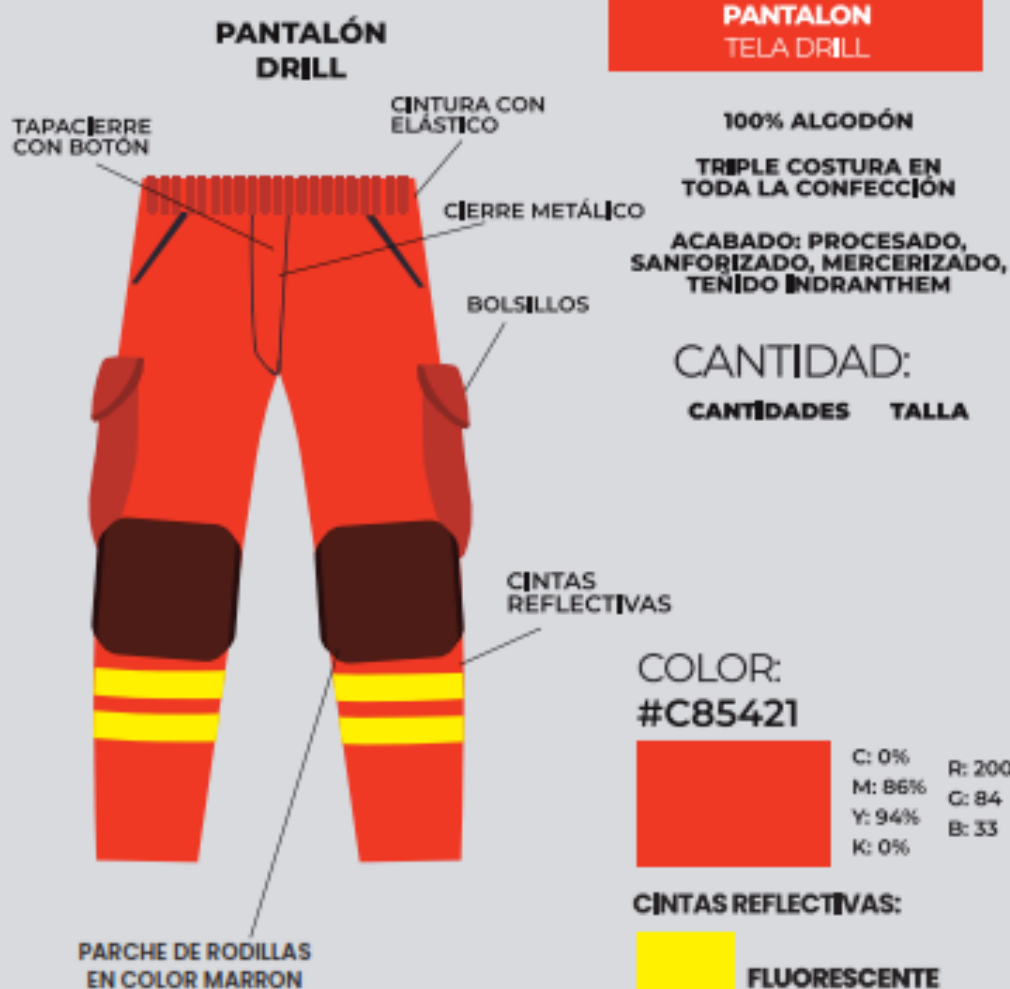 PANTALÓN
DRILL
TAPACIERRE
CON BOTÓN
CINTURA CON
ELÁSTICO
CIERRE METÁLICO
BOLSILLOS
CINTAS
REFLECTIVAS
PARCHE DE RODILLAS
EN COLOR MARRON
PANTALON
TELA DRILL
100% ALGODÓN
TRIPLE COSTURA EN
TODA LA CONFECCIÓN
ACABADO: PROCESADO,
SANFORIZADO, MERCERIZADO,
TEÑIDO INDRANTHEM
CANTIDAD:
CANTIDADES TALLA
COLOR:
#C85421
C: 0%
M: 86%
Y: 94%
K: 0%
R: 200
G: 84
B: 33
CINTAS REFLECTIVAS:
FLUORESCENTE